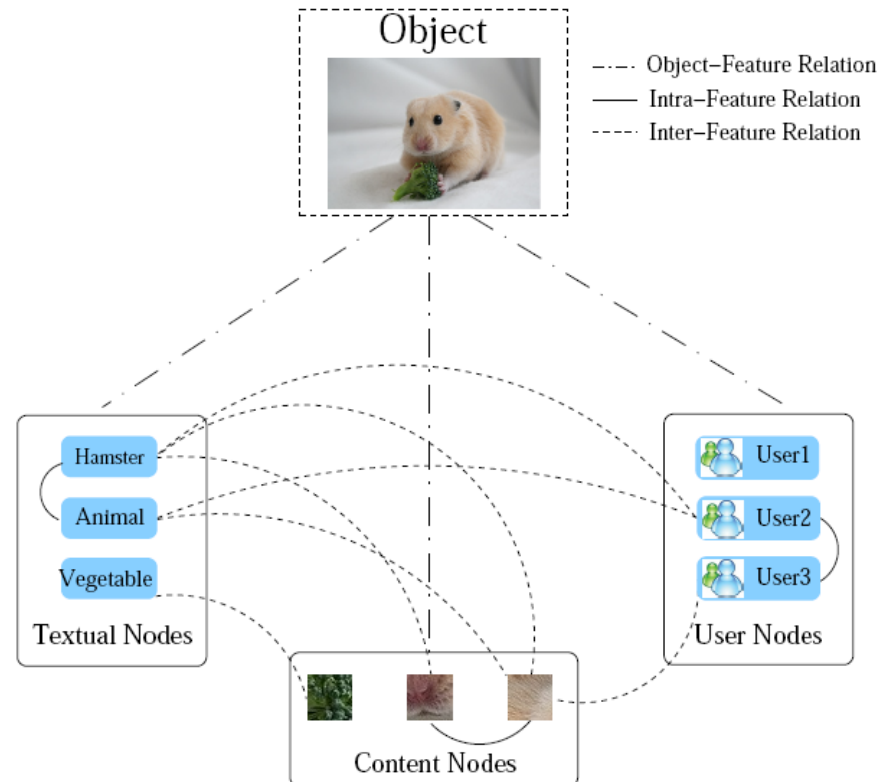 Object
Object-Feature Relation
Intra-Feature Relation
Inter-Feature Relation
Hamster
Animal
Vegetable
Textual Nodes
User1
User2
User3
User Nodes
Content Nodes